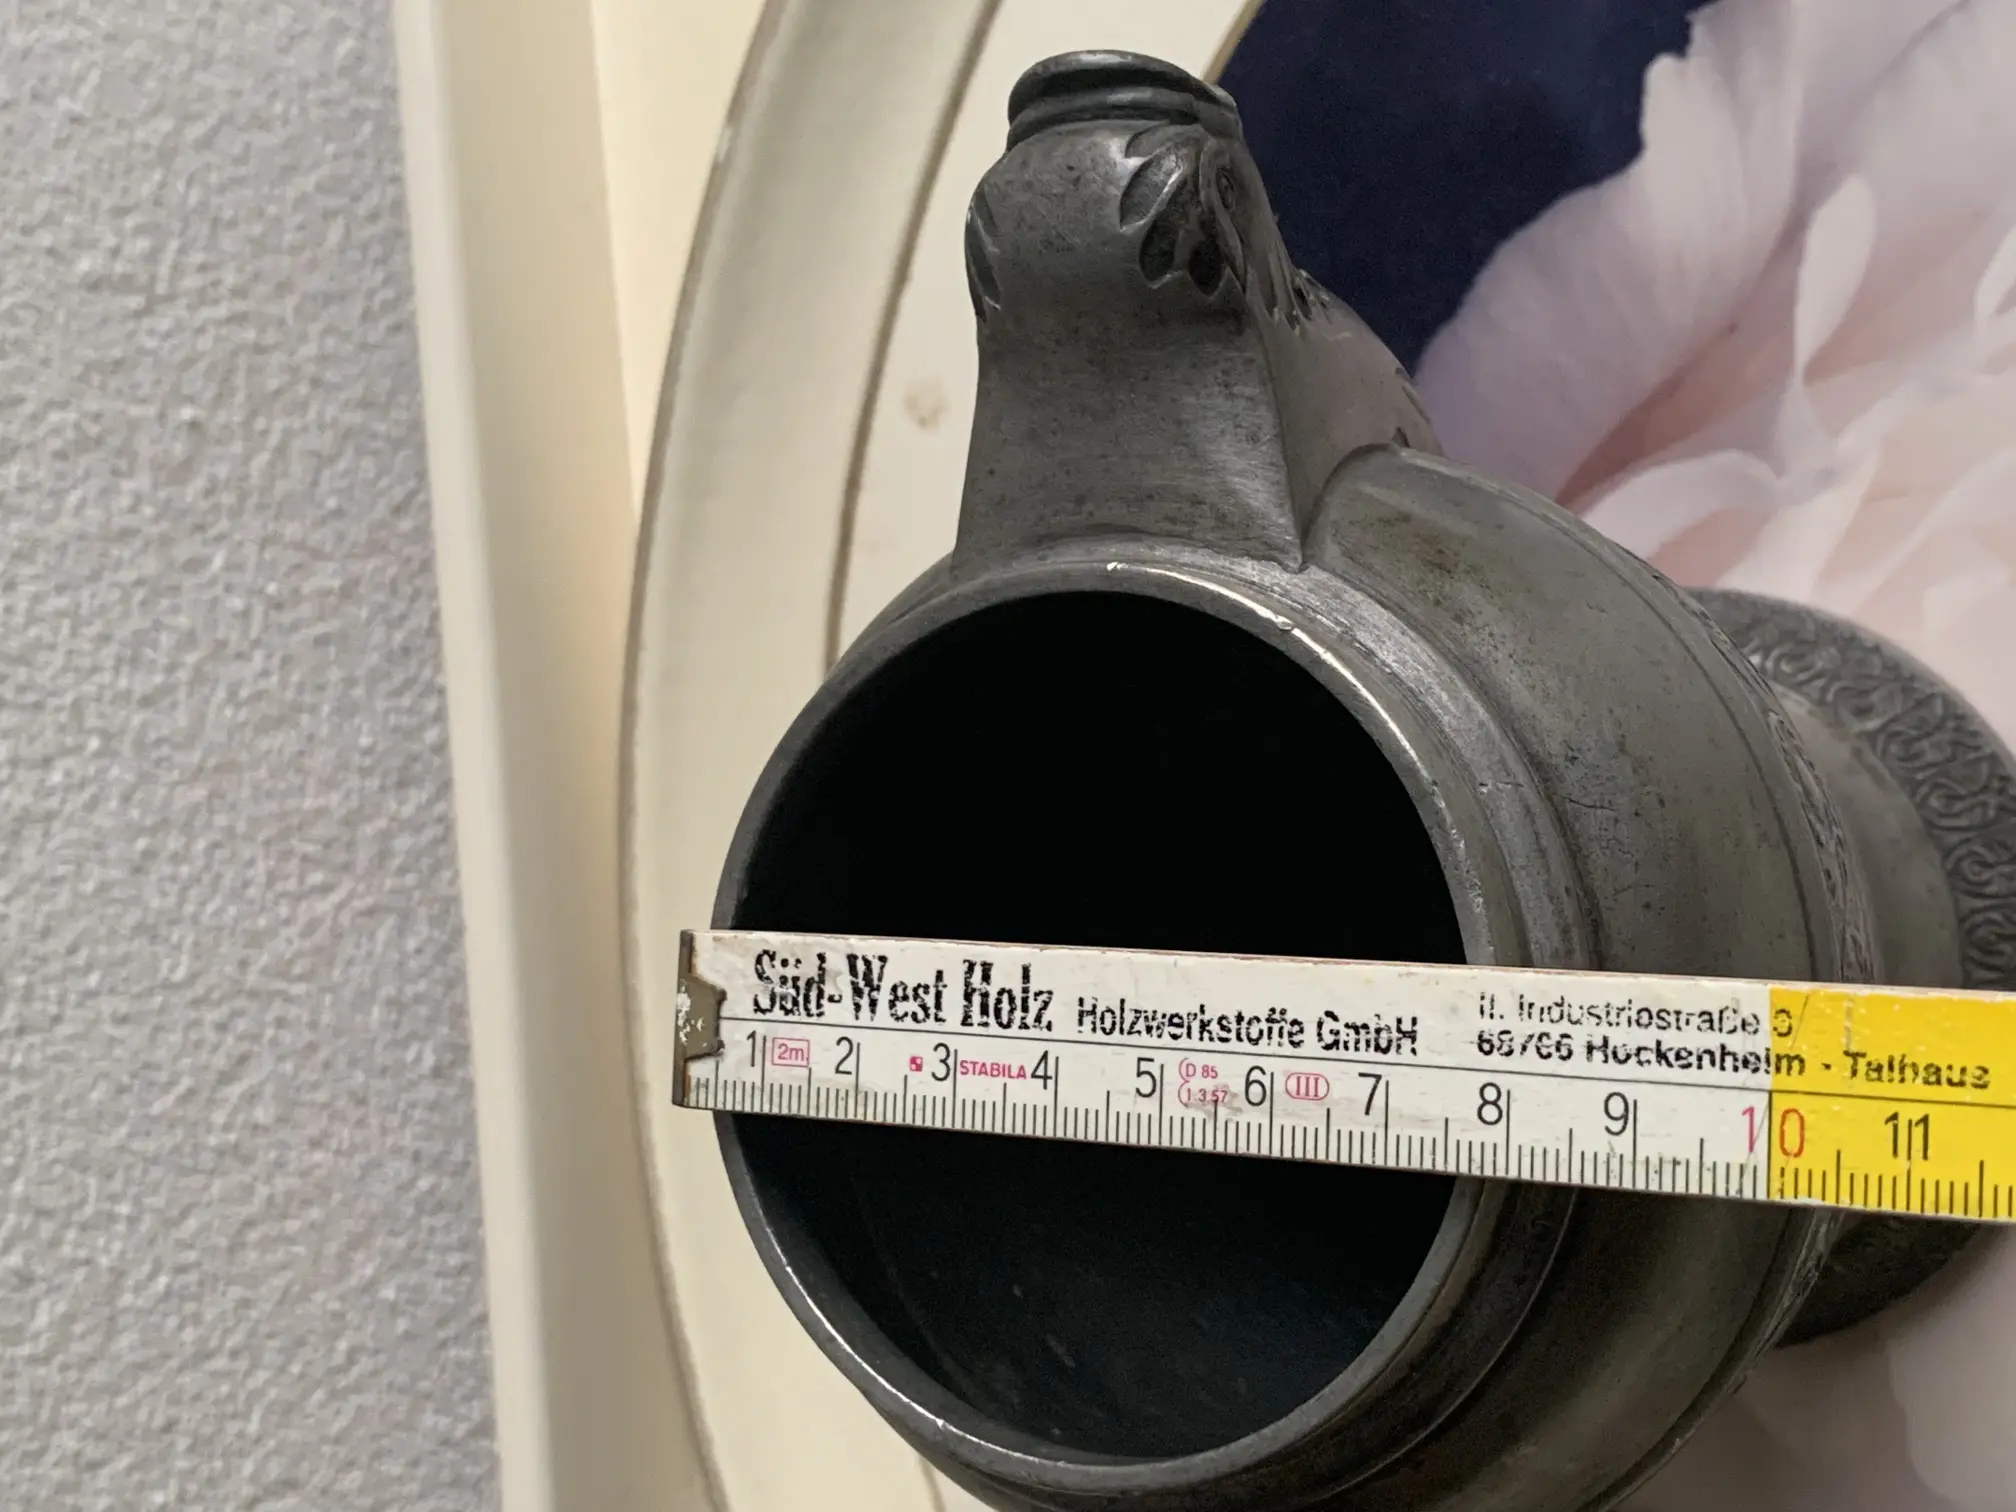 Süd-West Holz Holzwerkstoffe GmbH II. Industriestraße
68766 Hockenheim - Talhaus
1 2m 2 3 STABILA 4 5 D 85 1.3.57 6 III 7 8 9 10 11